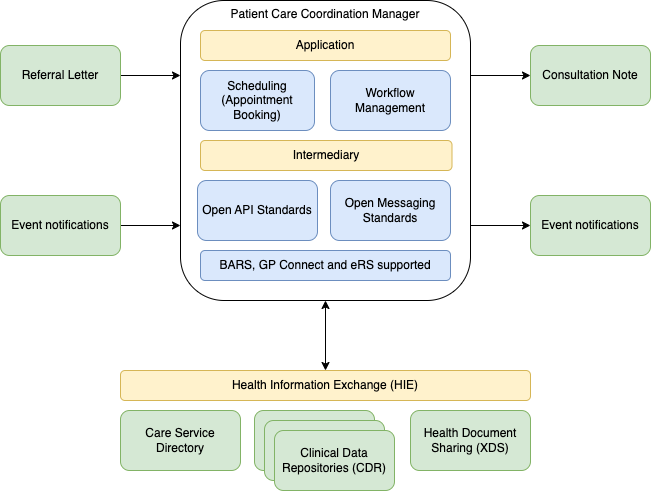 Patient Care Coordination Manager
Application
Referral Letter
Scheduling
(Appointment
Booking)
Workflow
Management
Consultation Note
Intermediary
Event notifications
Open API Standards
Open Messaging
Standards
Event notifications
BARS, GP Connect and eRS supported
Health Information Exchange (HIE)
Care Service
Directory
Clinical Data
Repositories (CDR)
Health Document
Sharing (XDS)